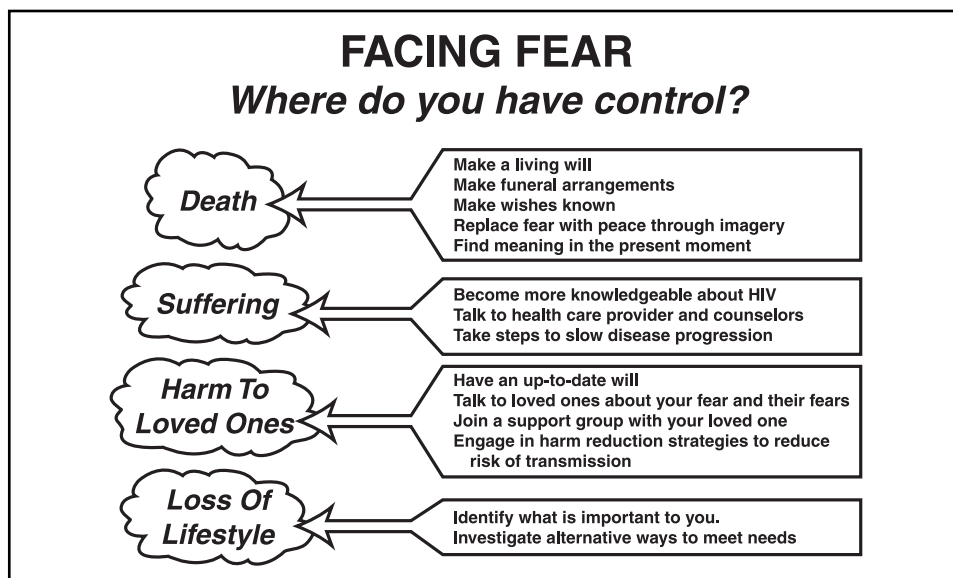 FACING FEAR
Where do you have control?
Death
Make a living will
Make funeral arrangements
Make wishes known
Replace fear with peace through imagery
Find meaning in the present moment
Suffering
Become more knowledgeable about HIV
Talk to health care provider and counselors
Take steps to slow disease progression
Harm To
Loved Ones
Have an up-to-date will
Talk to loved ones about your fear and their fears
Join a support group with your loved one
Engage in harm reduction strategies to reduce
risk of transmission
Loss Of
Lifestyle
Identify what is important to you.
Investigate alternative ways to meet needs